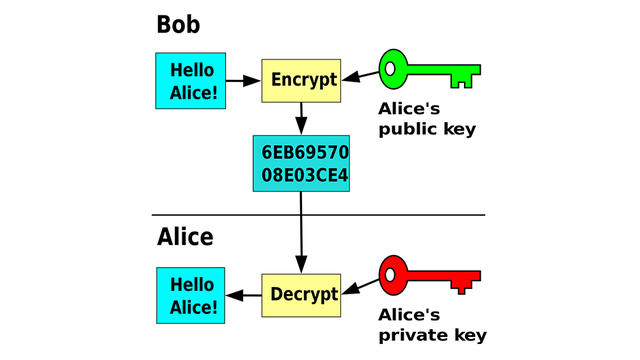 Bob
Hello
Alice!
Encrypt
Alice's
public key
6EB69570
08E03CE4
Alice
Hello
Alice!
Decrypt
Alice's
private key